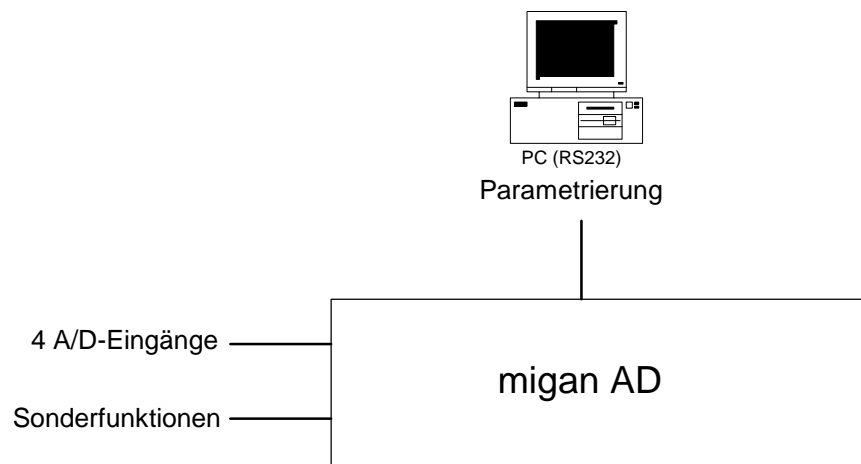 PC (RS232)
Parametrierung
4 A/D-Eingänge
migan AD
Sonderfunktionen